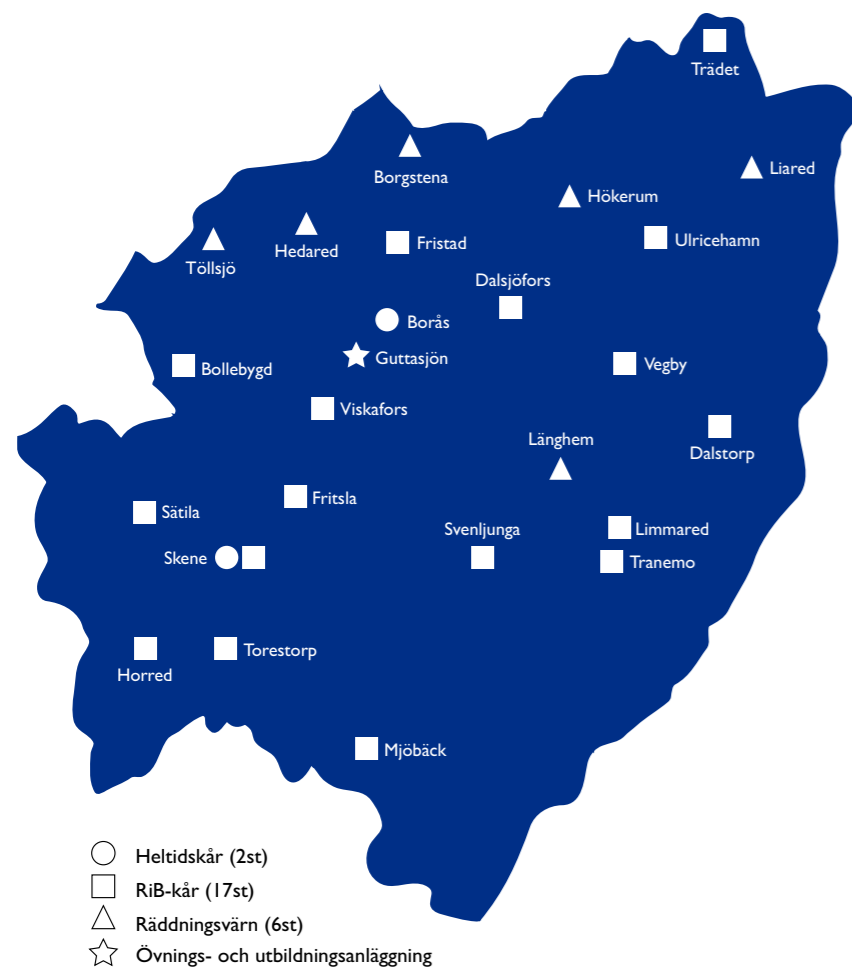 Trädet
Liared
Borgstena
Hökerum
Ulricehamn
Fristad
Hedared
Töllsjö
Dalsjöfors
Borås
Guttasjön
Vegby
Bollebygd
Viskafors
Länghem
Dalstorp
Fritsla
Sätila
Svenljunga
Limmared
Skene
Tranemo
Horred
Torestorp
Mjöbäck
Heltidskår (2st)
RiB-kår (17st)
Räddningsvärn (6st)
Övnings- och utbildningsanläggning